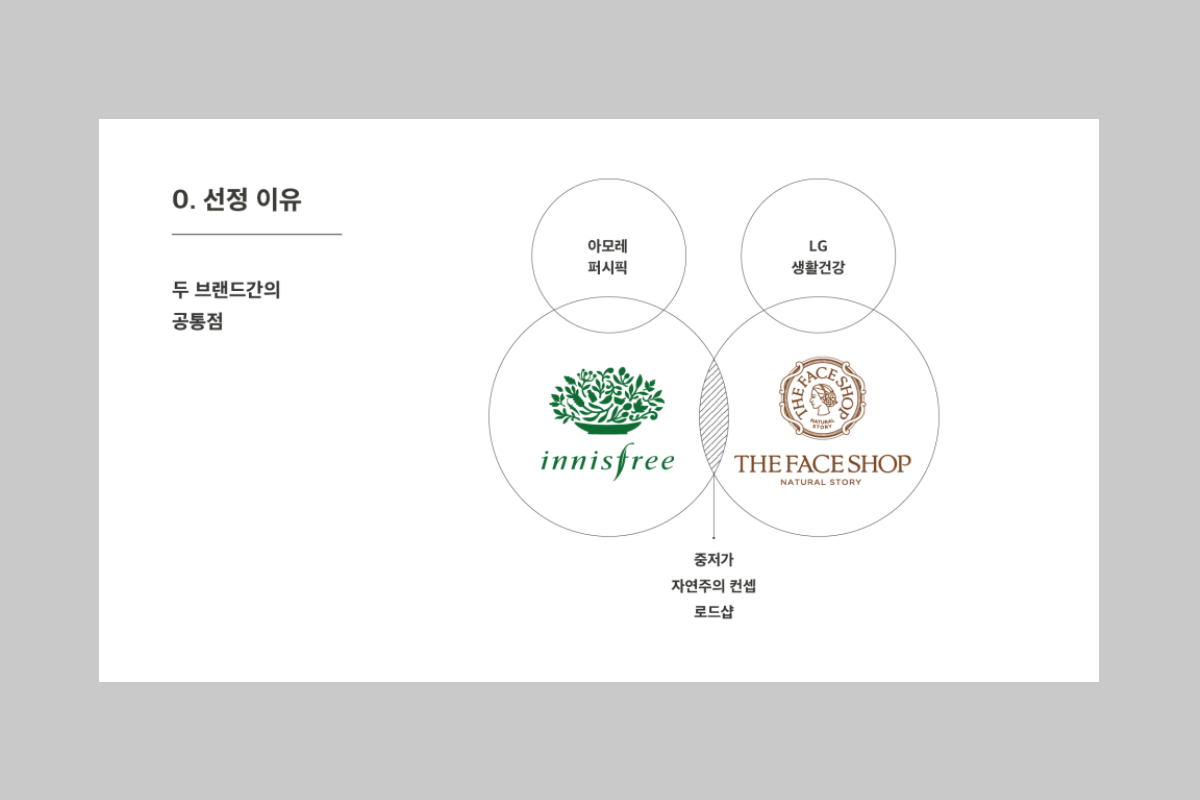 0. 선정 이유
두 브랜드간의
공통점
아모레
퍼시픽
LG
생활건강
innisfree
THE FACE SHOP
NATURAL
STORY
THE FACE SHOP
NATURAL STORY
중저가
자연주의 컨셉
로드샵